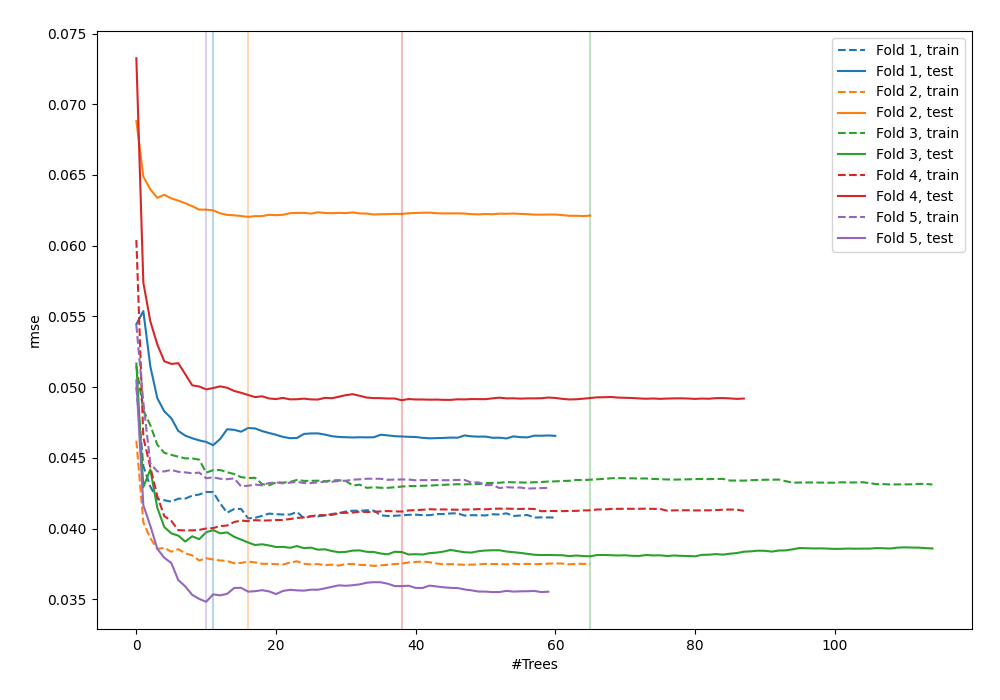 0.075
0.070
0.065
0.060
0.055
0.050
0.045
0.040
0.035
rmse
0
20
40
60
80
100
#Trees
Fold 1, train
Fold 1, test
Fold 2, train
Fold 2, test
Fold 3, train
Fold 3, test
Fold 4, train
Fold 4, test
Fold 5, train
Fold 5, test